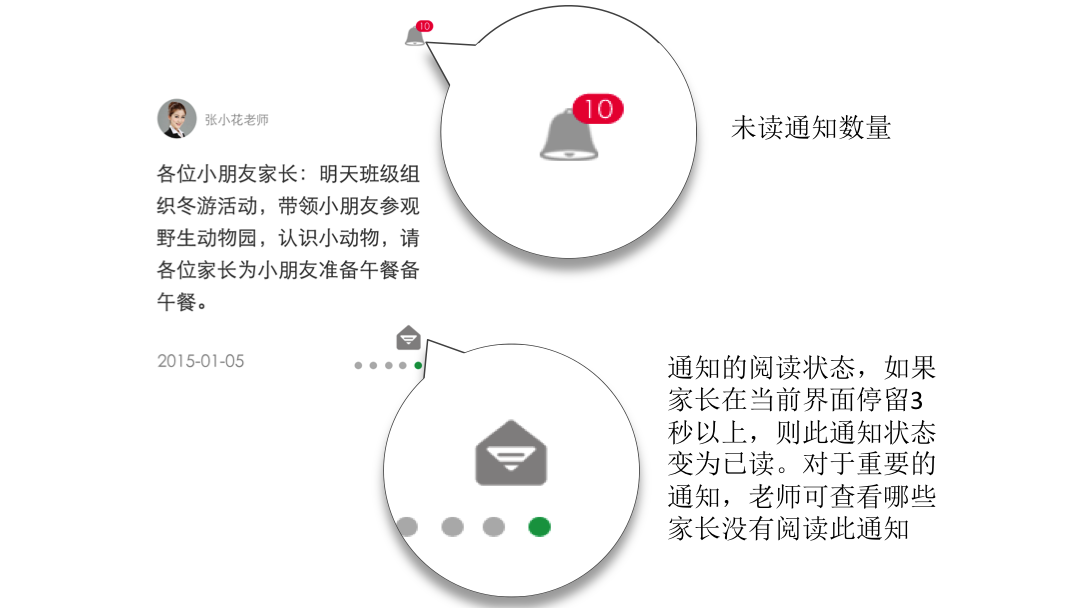 10
10
张小花老师
未读通知数量
各位小朋友家长：明天班级组
织冬游活动，带领小朋友参观
野生动物园，认识小动物，请
各位家长为小朋友准备午餐备
午餐。
2015-01-05
通知的阅读状态，如果
家长在当前界面停留3
秒以上，则此通知状态
变为已读。对于重要的
通知，老师可查看哪些
家长没有阅读此通知